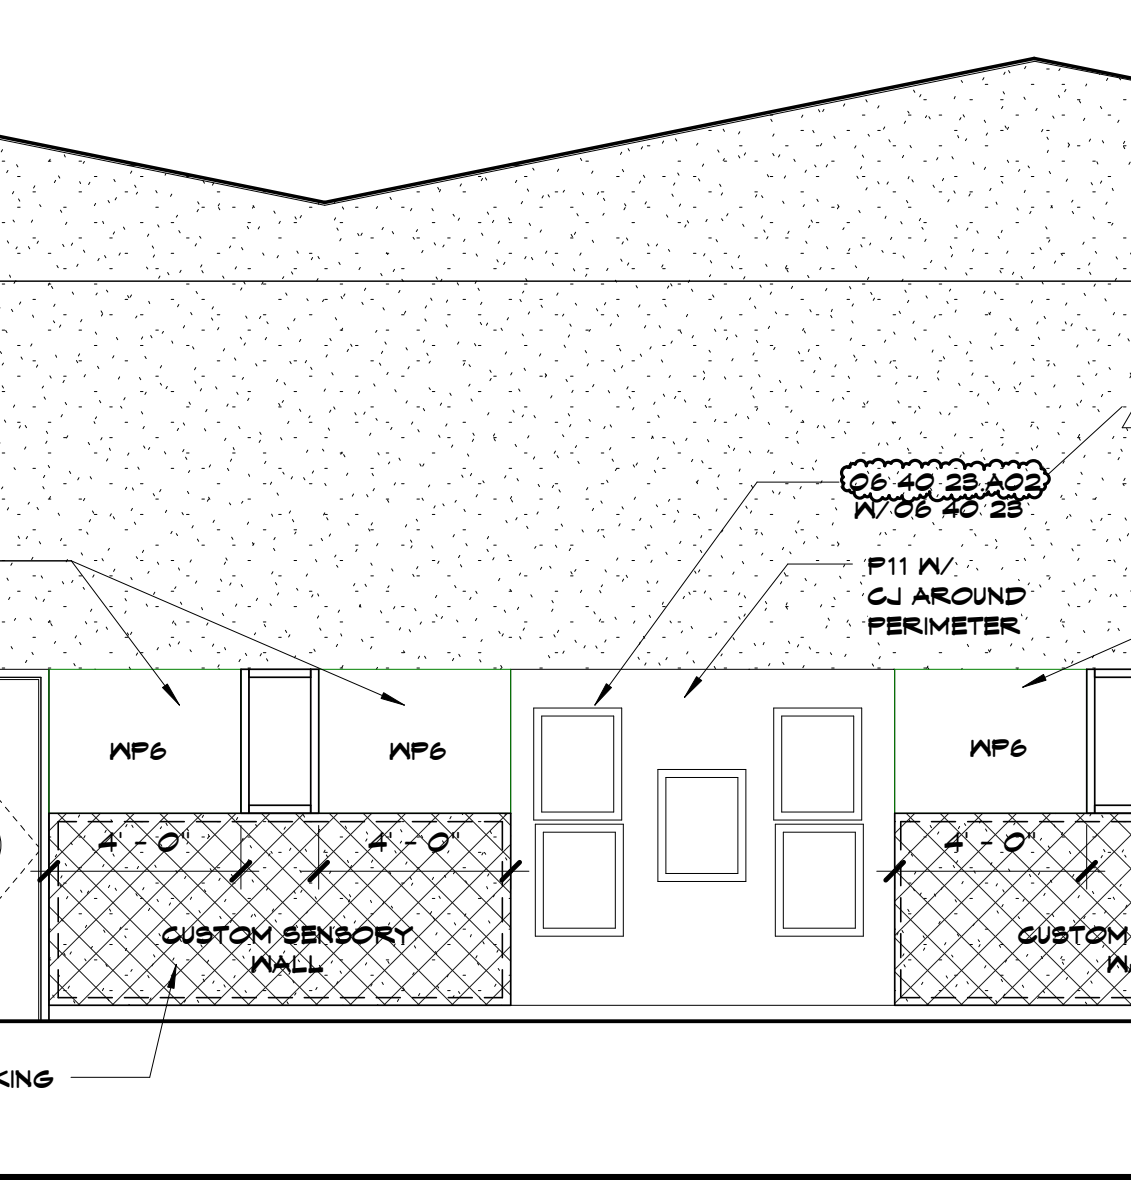 06 40 23.A02
W/ 06 40 23
P11 W/
CJ AROUND
PERIMETER
WP6
WP6
WP6
4' - 0"
4' - 0"
4' - 0"
CUSTOM SENSORY
WALL
CUSTOM
WA
KING